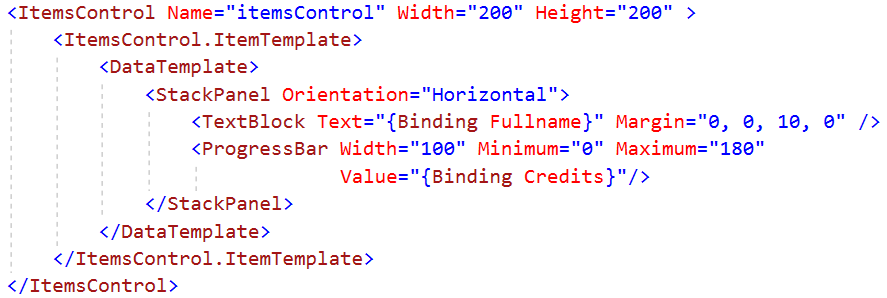 <ItemsControl Name="itemsControl" Width="200" Height="200" >
<ItemsControl.ItemTemplate>
<DataTemplate>
<StackPanel Orientation="Horizontal">
<TextBlock Text="{Binding Fullname}" Margin="0, 0, 10, 0" />
<ProgressBar Width="100" Minimum="0" Maximum="180"
Value="{Binding Credits}"/>
</StackPanel>
</DataTemplate>
</ItemsControl.ItemTemplate>
</ItemsControl>